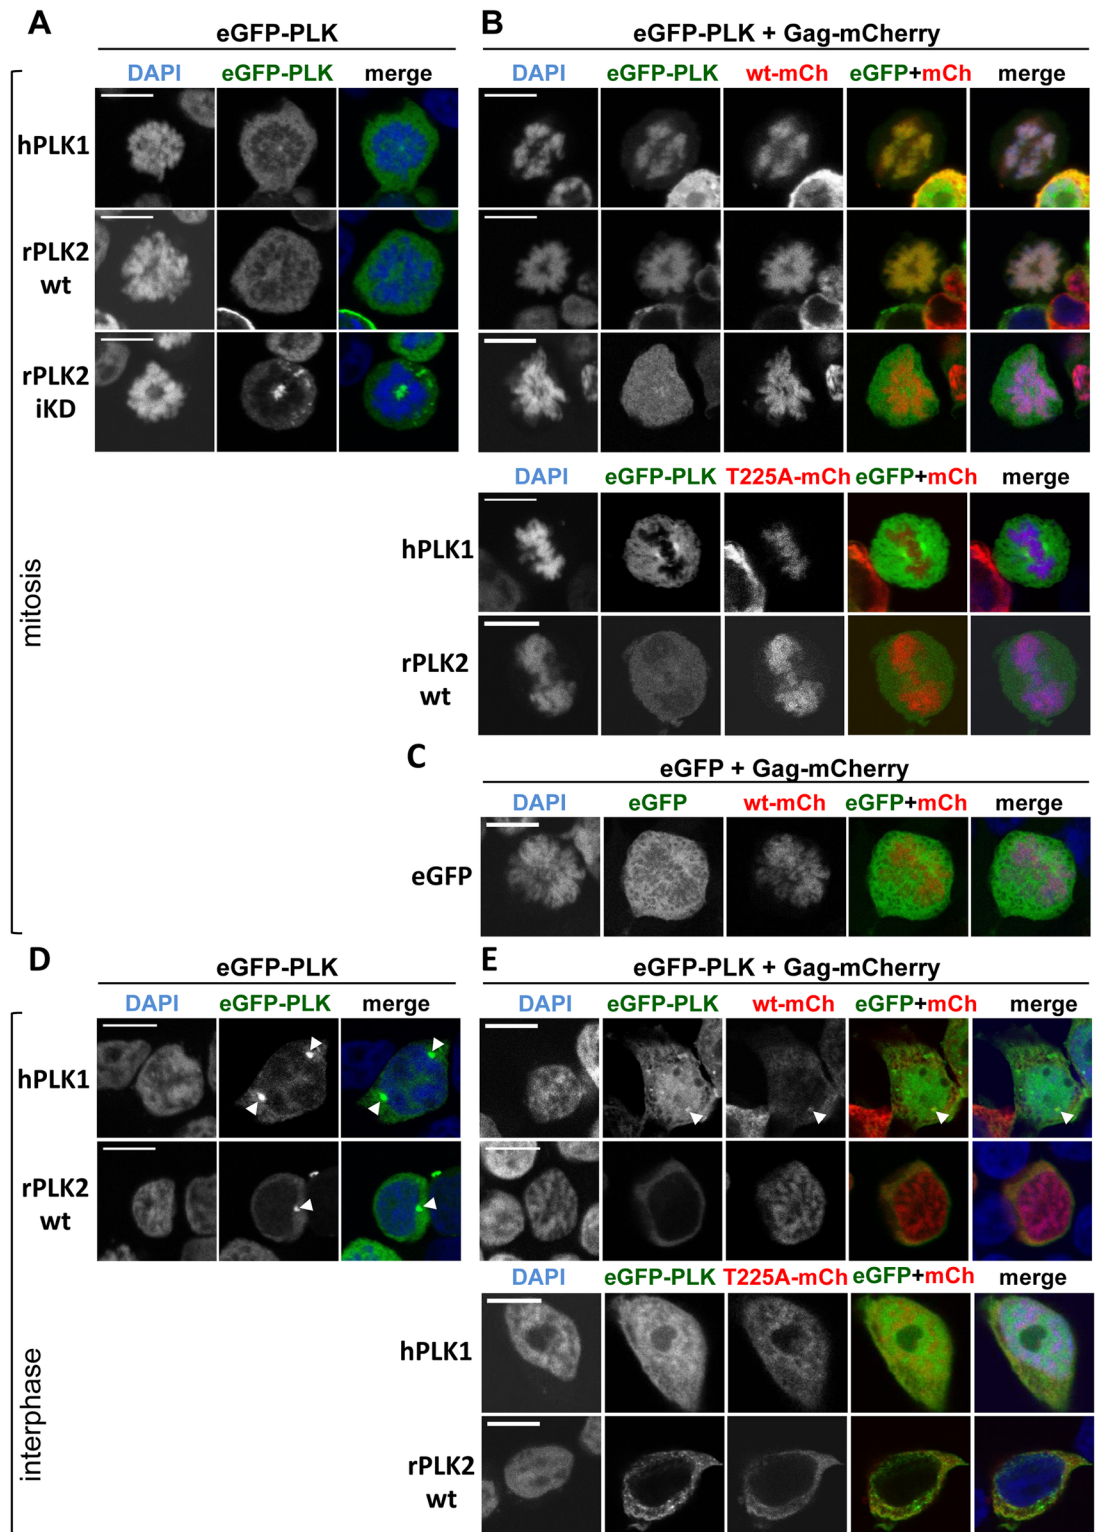 A
eGFP-PLK
DAPI eGFP-PLK merge
hPLK1
rPLK2
wt
rPLK2
iKD
B
eGFP-PLK + Gag-mCherry
DAPI eGFP-PLK wt-mCh eGFP+mCh merge
DAPI eGFP-PLK T225A-mCh eGFP+mCh merge
hPLK1
rPLK2
wt
mitosis
C
eGFP + Gag-mCherry
DAPI eGFP wt-mCh eGFP+mCh merge
eGFP
D
eGFP-PLK
DAPI eGFP-PLK merge
hPLK1
rPLK2
wt
E
eGFP-PLK + Gag-mCherry
DAPI eGFP-PLK wt-mCh eGFP+mCh merge
DAPI eGFP-PLK T225A-mCh eGFP+mCh merge
hPLK1
rPLK2
wt
interphase